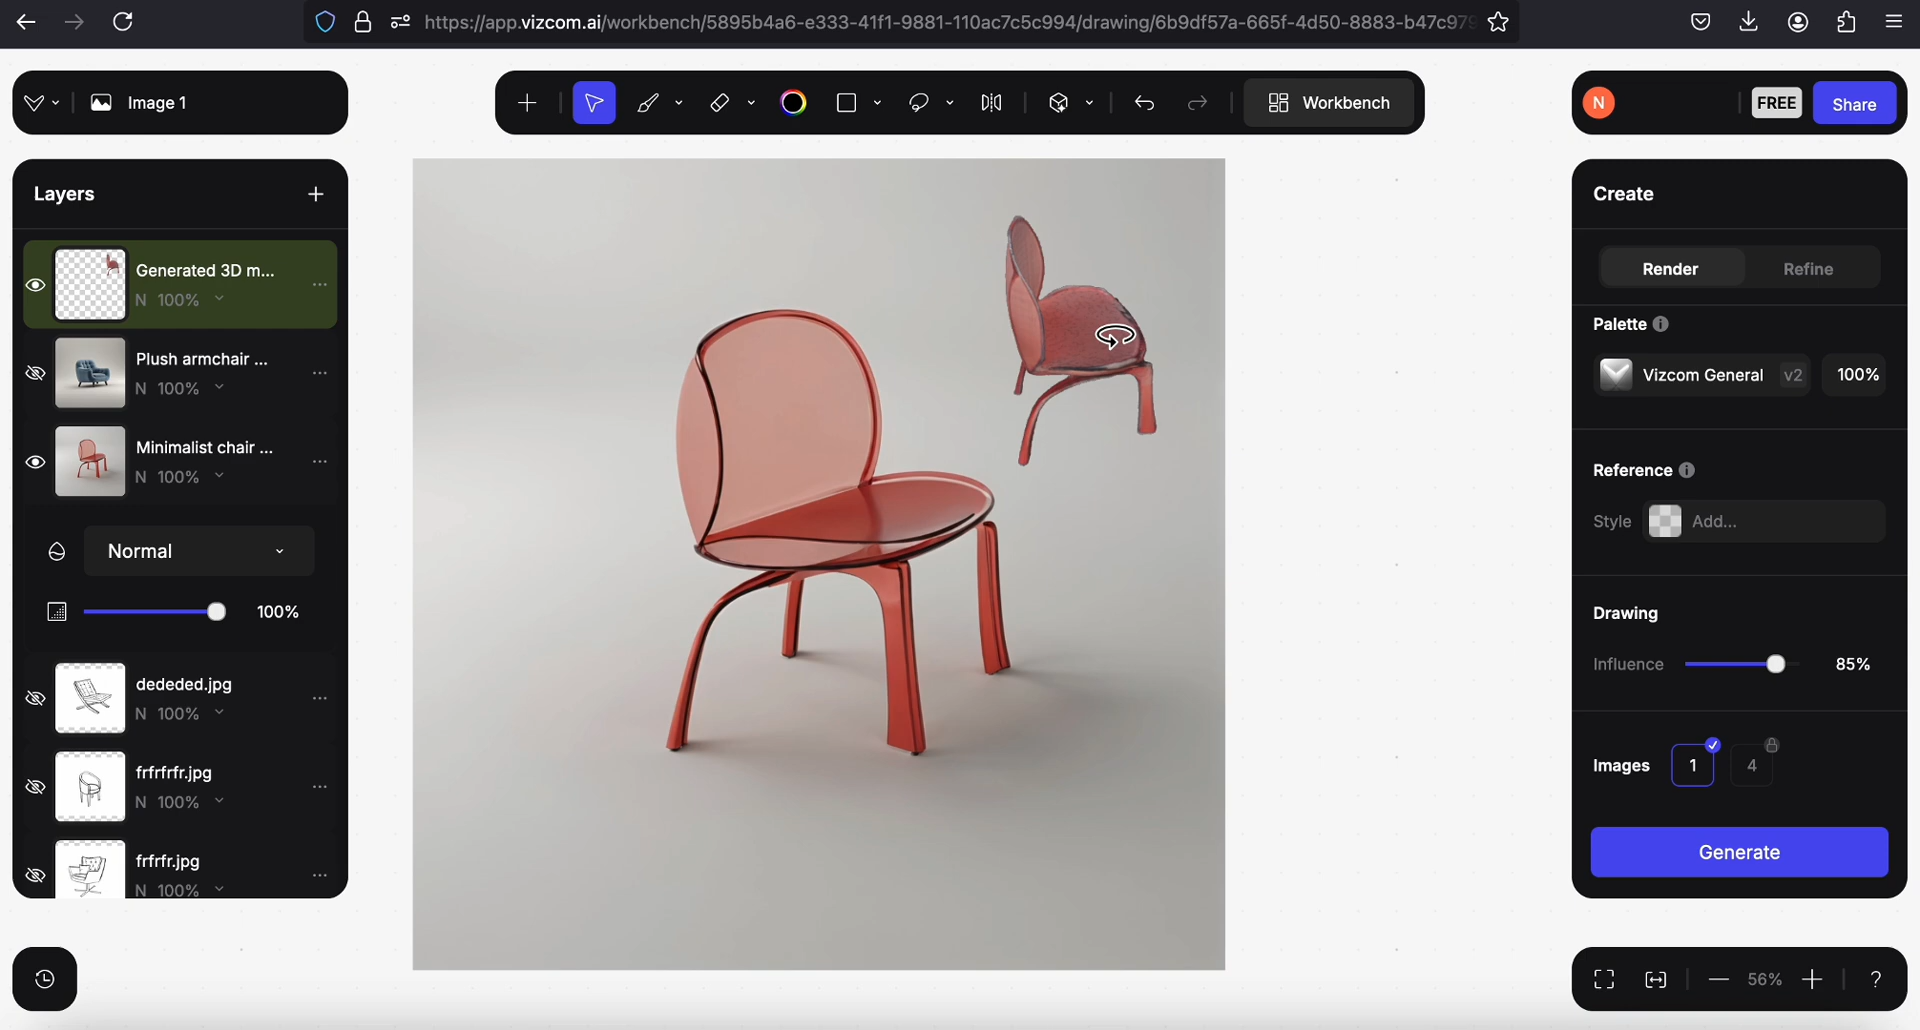 https://app.vizcom.ai/workbench/5895b4a6-e333-41f1-9881-110ac7c5c994/drawing/6b9df57a-665f-4d50-8883-b47c979
Image 1
Workbench
N
FREE
Share
Layers
Generated 3D m...
N 100%
Plush armchair ...
N 100%
Minimalist chair ...
N 100%
Normal
100%
dededed.jpg
N 100%
frfrfrfr.jpg
N 100%
frfrfr.jpg
N 100%
Create
Render
Refine
Palette
Vizcom General v2 100%
Reference
Style Add...
Drawing
Influence 85%
Images 1 4
Generate
56%
?